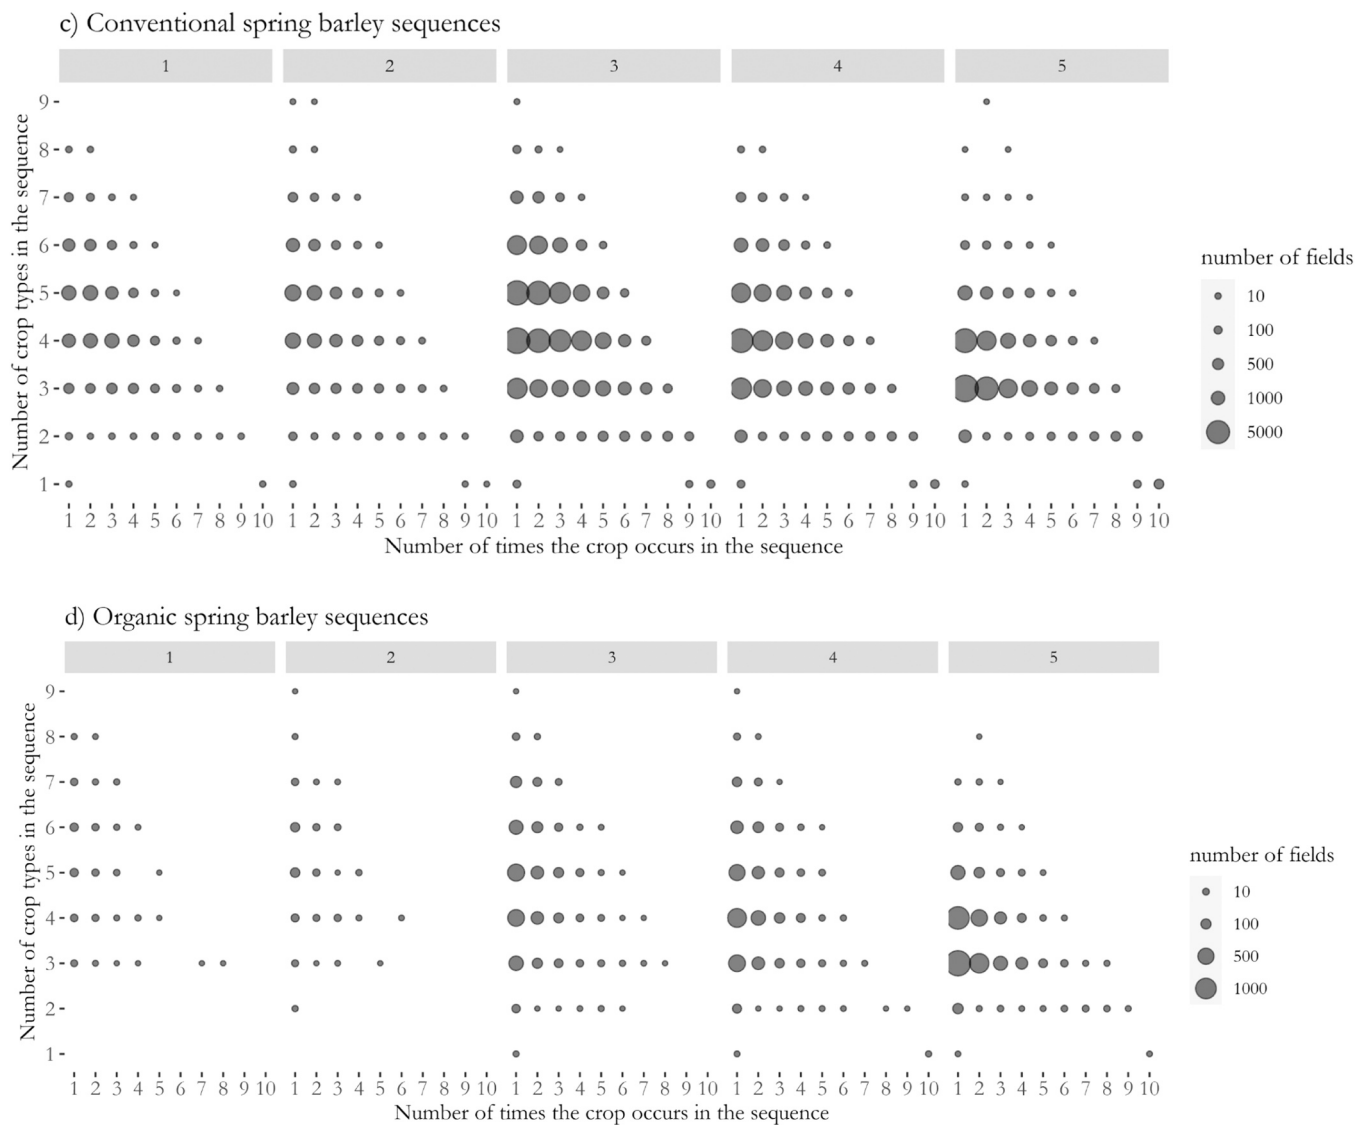 c) Conventional spring barley sequences
1 2 3 4 5
Number of crop types in the sequence
9
8
7
6
5
4
3
2
1
1 2 3 4 5 6 7 8 9 10 1 2 3 4 5 6 7 8 9 10 1 2 3 4 5 6 7 8 9 10 1 2 3 4 5 6 7 8 9 10 1 2 3 4 5 6 7 8 9 10
Number of times the crop occurs in the sequence
number of fields
10
100
500
1000
5000
d) Organic spring barley sequences
1 2 3 4 5
Number of crop types in the sequence
9
8
7
6
5
4
3
2
1
1 2 3 4 5 6 7 8 9 10 1 2 3 4 5 6 7 8 9 10 1 2 3 4 5 6 7 8 9 10 1 2 3 4 5 6 7 8 9 10 1 2 3 4 5 6 7 8 9 10
Number of times the crop occurs in the sequence
number of fields
10
100
500
1000